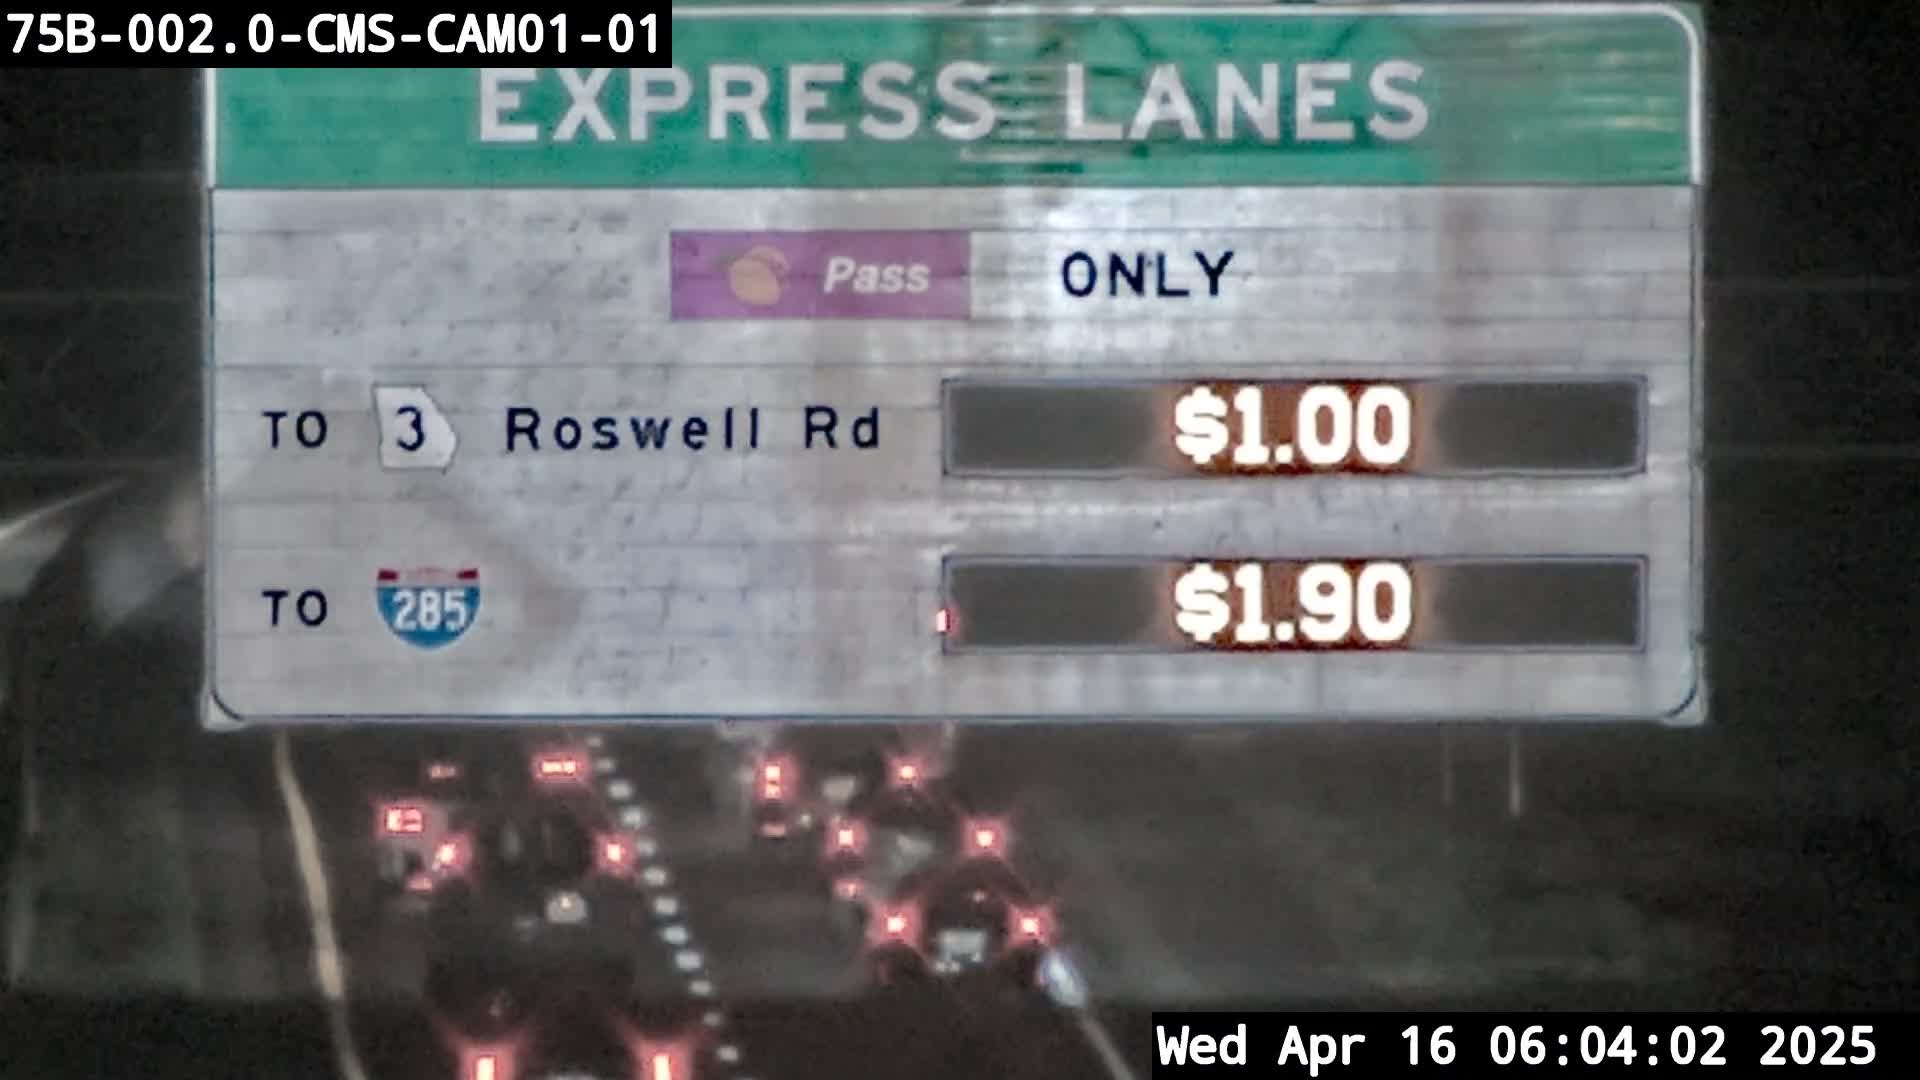 75B-002.0-CMS-CAM01-01
EXPRESS LANES
Pass ONLY
TO 3 Roswell Rd $1.00
TO 285 $1.90
Wed Apr 16 06:04:02 2025